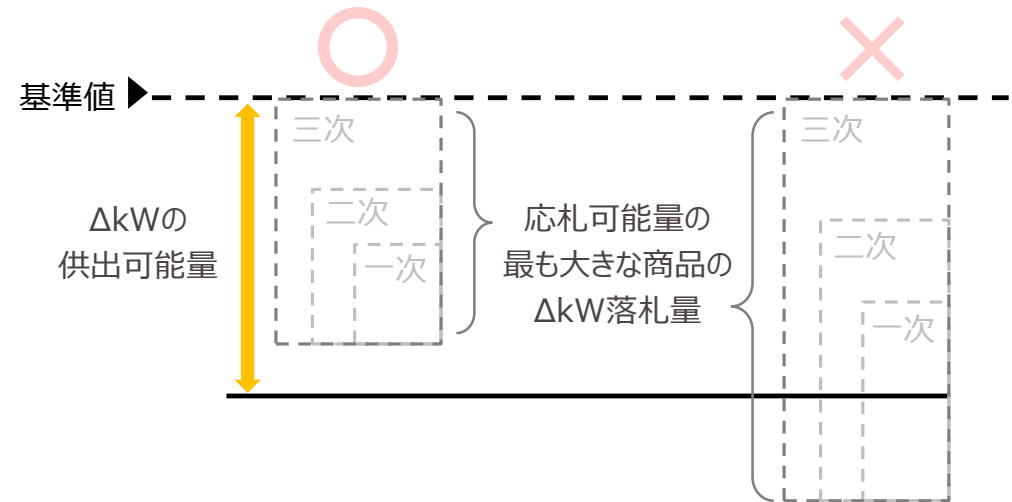 基準値
三次
二次
一次
ΔkWの
供出可能量
応札可能量の
最も大きな商品の
ΔkW落札量
三次
二次
一次